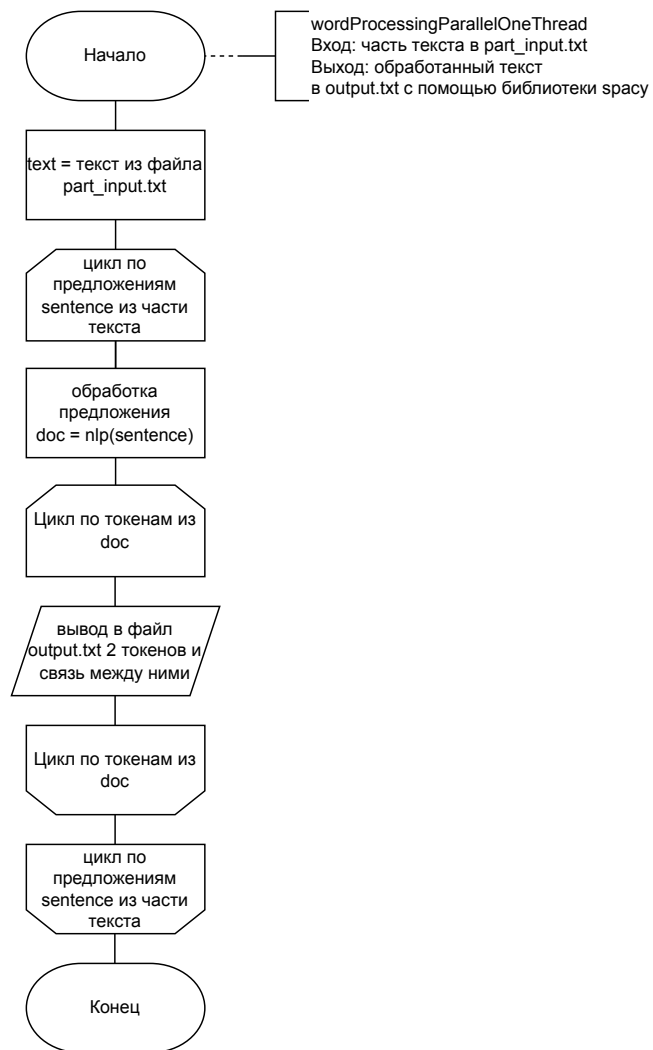 Начало
wordProcessingParallelOneThread
Вход: часть текста в part_input.txt
Выход: обработанный текст
в output.txt с помощью библиотеки spacy
text = текст из файла
part_input.txt
цикл по
предложениям
sentence из части
текста
обработка
предложения
doc = nlp(sentence)
Цикл по токенам из
doc
вывод в файл
output.txt 2 токенов и
связь между ними
Цикл по токенам из
doc
цикл по
предложениям
sentence из части
текста
Конец